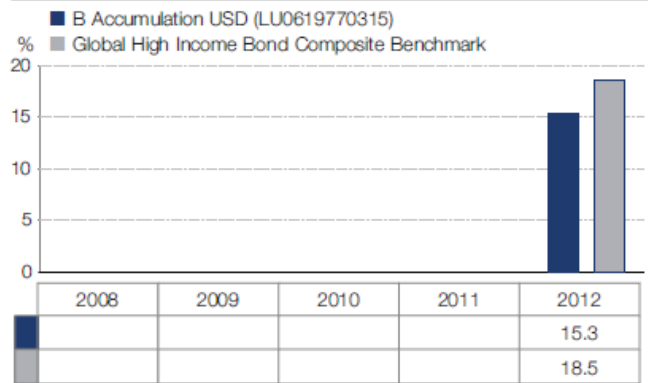 B Accumulation USD (LU0619770315)
% Global High Income Bond Composite Benchmark
20
15
10
5
0
2008 2009 2010 2011 2012
15.3
18.5